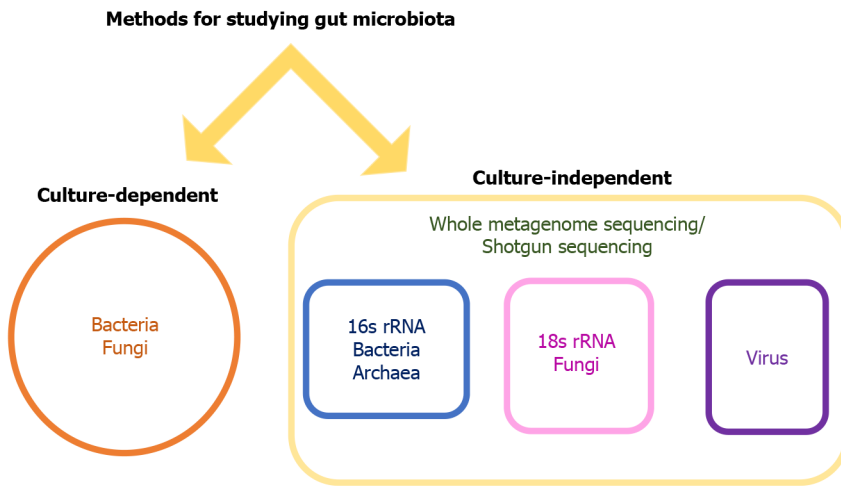 Methods for studying gut microbiota
Culture-dependent
Bacteria
Fungi
Culture-independent
Whole metagenome sequencing/
Shotgun sequencing
16s rRNA
Bacteria
Archaea
18s rRNA
Fungi
Virus